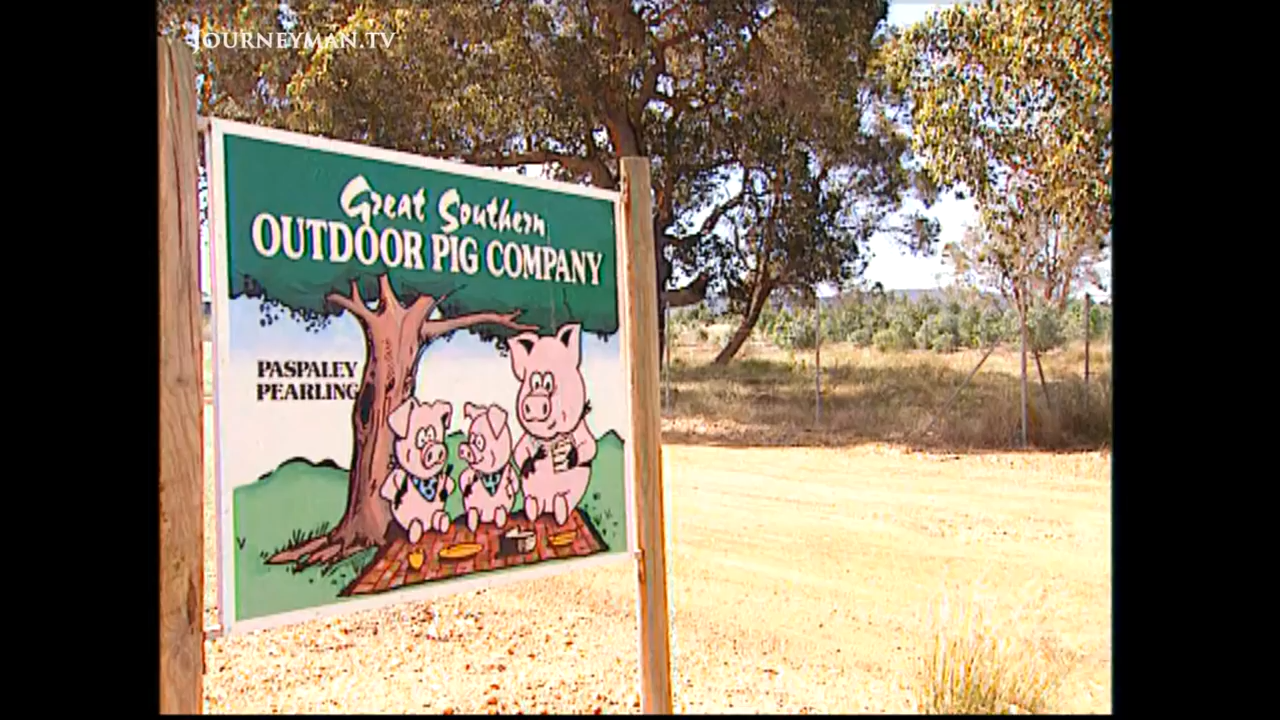 JOURNEYMAN.TV
Great Southern
OUTDOOR PIG COMPANY
PASPALEY
PEARLING